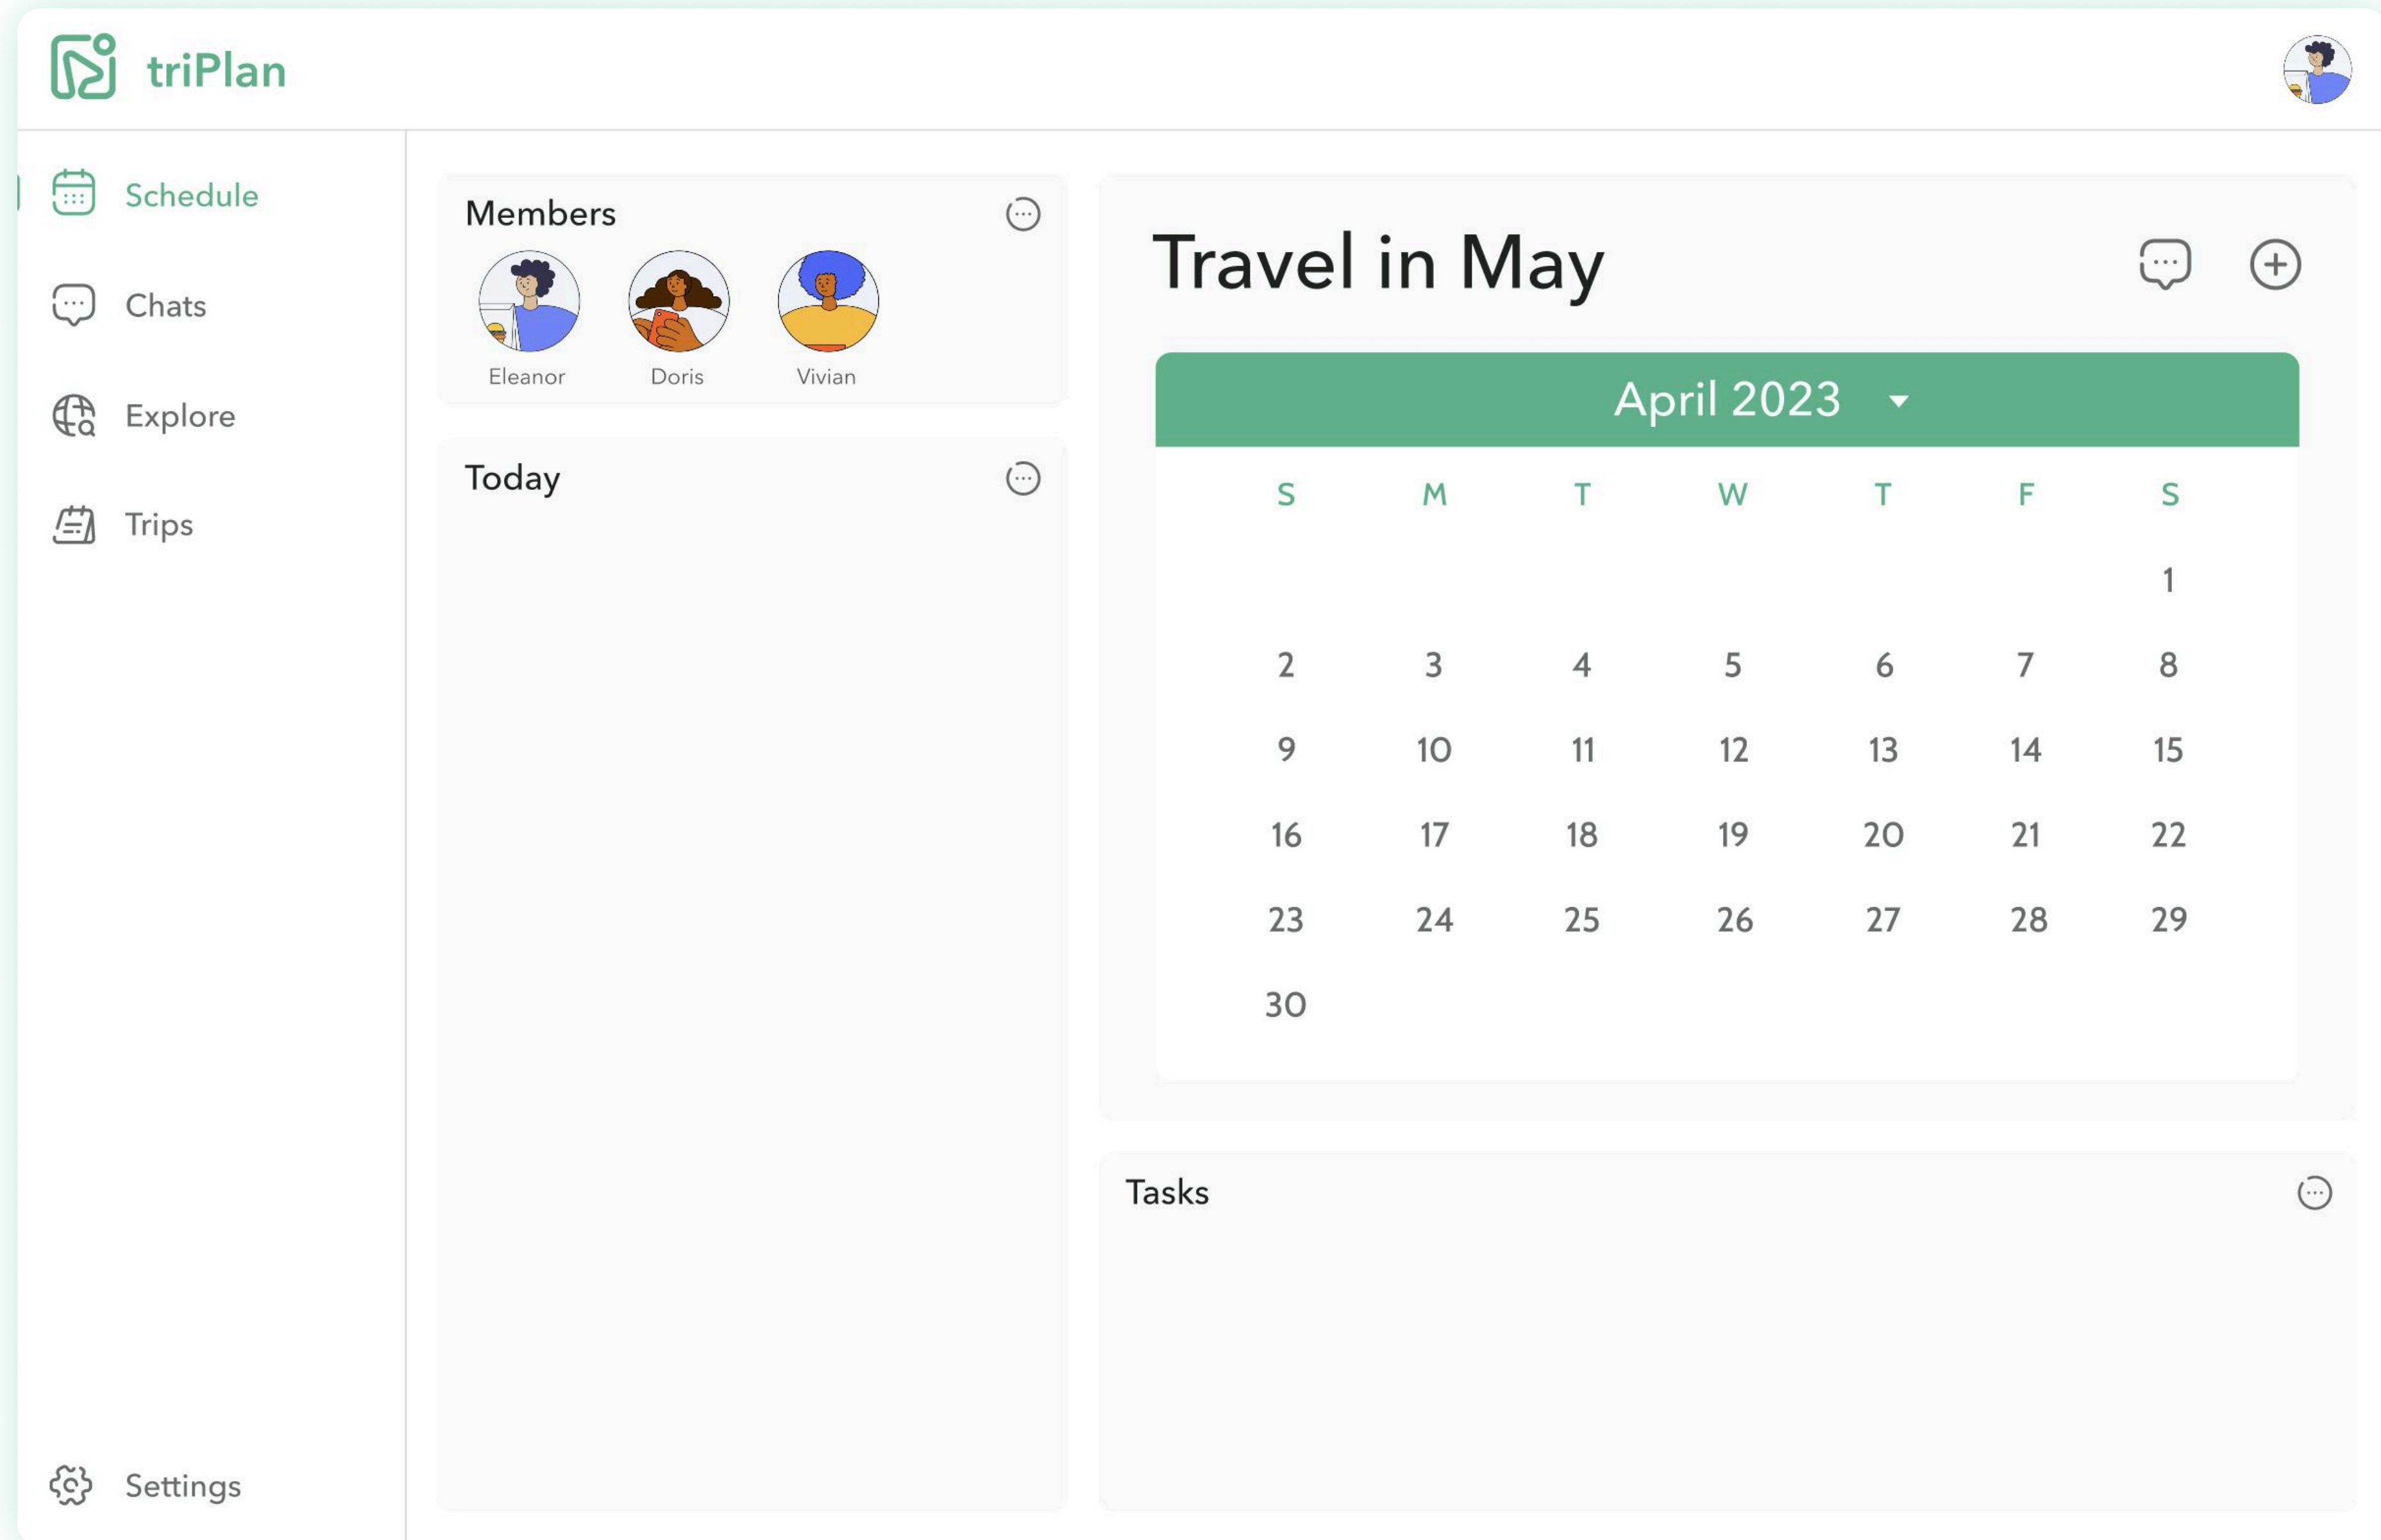 triPlan
Schedule
Chats
Explore
Trips
Settings
Members
Eleanor Doris Vivian
Today
Travel in May
April 2023
S M T W T F S
1
2 3 4 5 6 7 8
9 10 11 12 13 14 15
16 17 18 19 20 21 22
23 24 25 26 27 28 29
30
Tasks